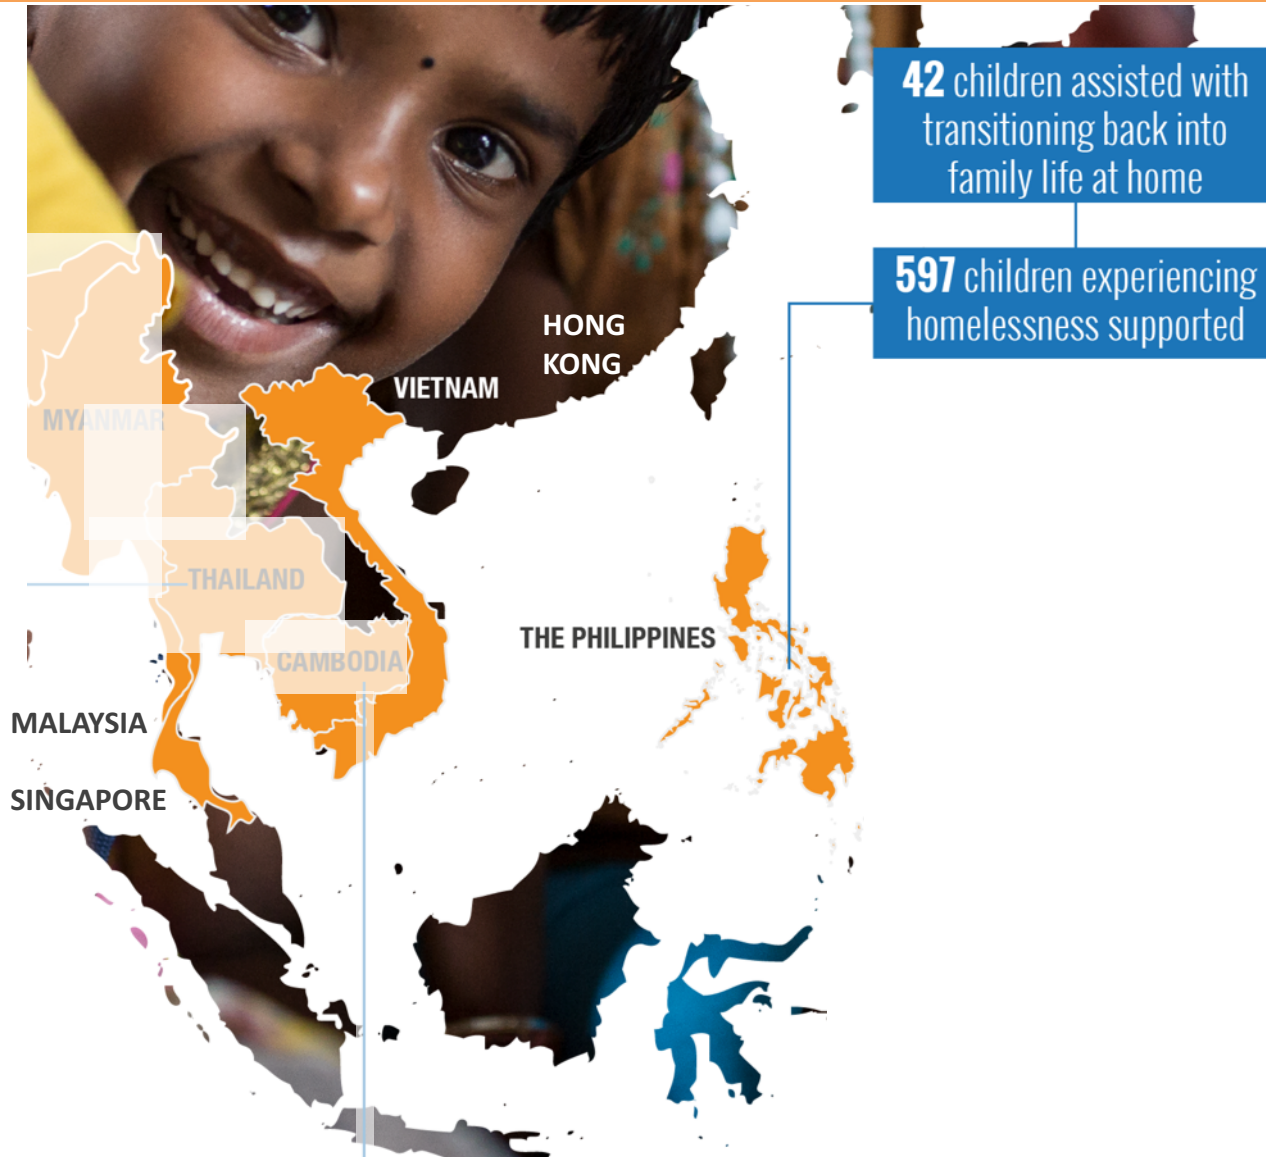 42 children assisted with
transitioning back into
family life at home
597 children experiencing
homelessness supported
HONG
KONG
VIETNAM
MYANMAR
THAILAND
THE PHILIPPINES
CAMBODIA
MALAYSIA
SINGAPORE